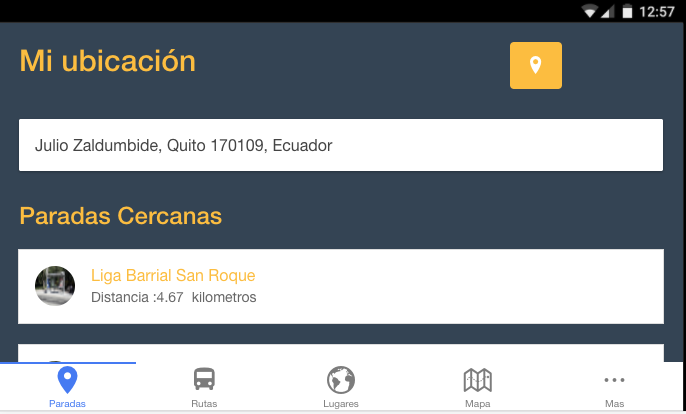 12:57
Mi ubicación
Julio Zaldumbide, Quito 170109, Ecuador
Paradas Cercanas
Liga Barrial San Roque
Distancia :4.67 kilometros
Paradas Rutas Lugares Mapa Mas